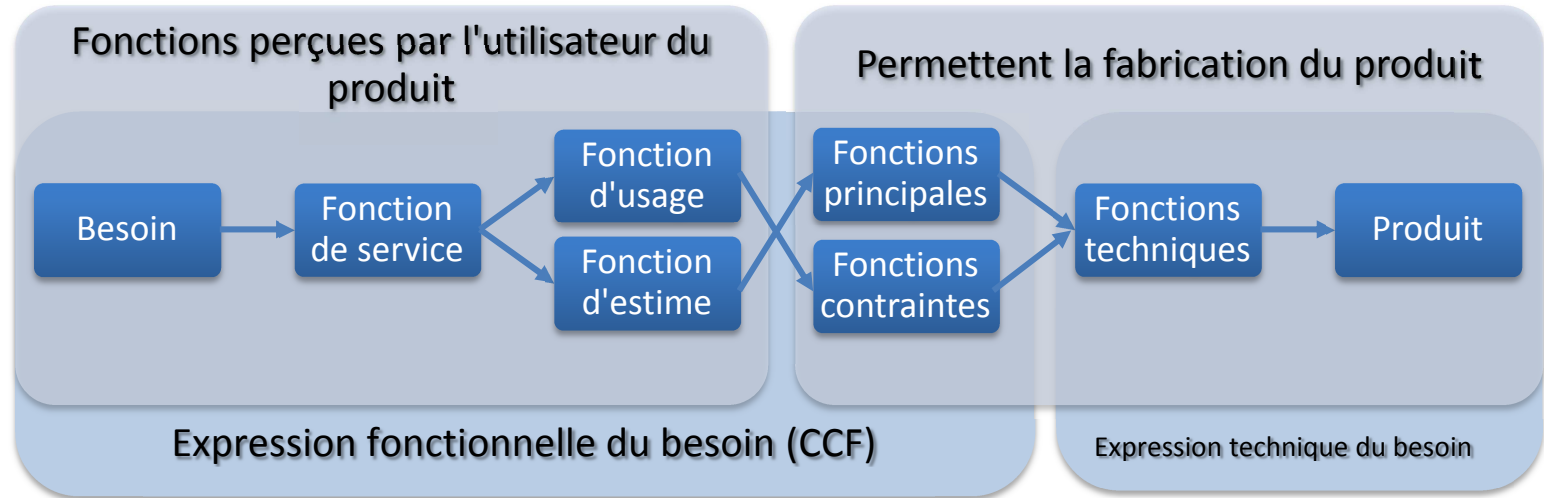 Fonctions perçues par l'utilisateur du
produit
Permettent la fabrication du produit
Besoin
Fonction
de service
Fonction
d'usage
Fonction
d'estime
Fonctions
principales
Fonctions
contraintes
Fonctions
techniques
Produit
Expression fonctionnelle du besoin (CCF)
Expression technique du besoin